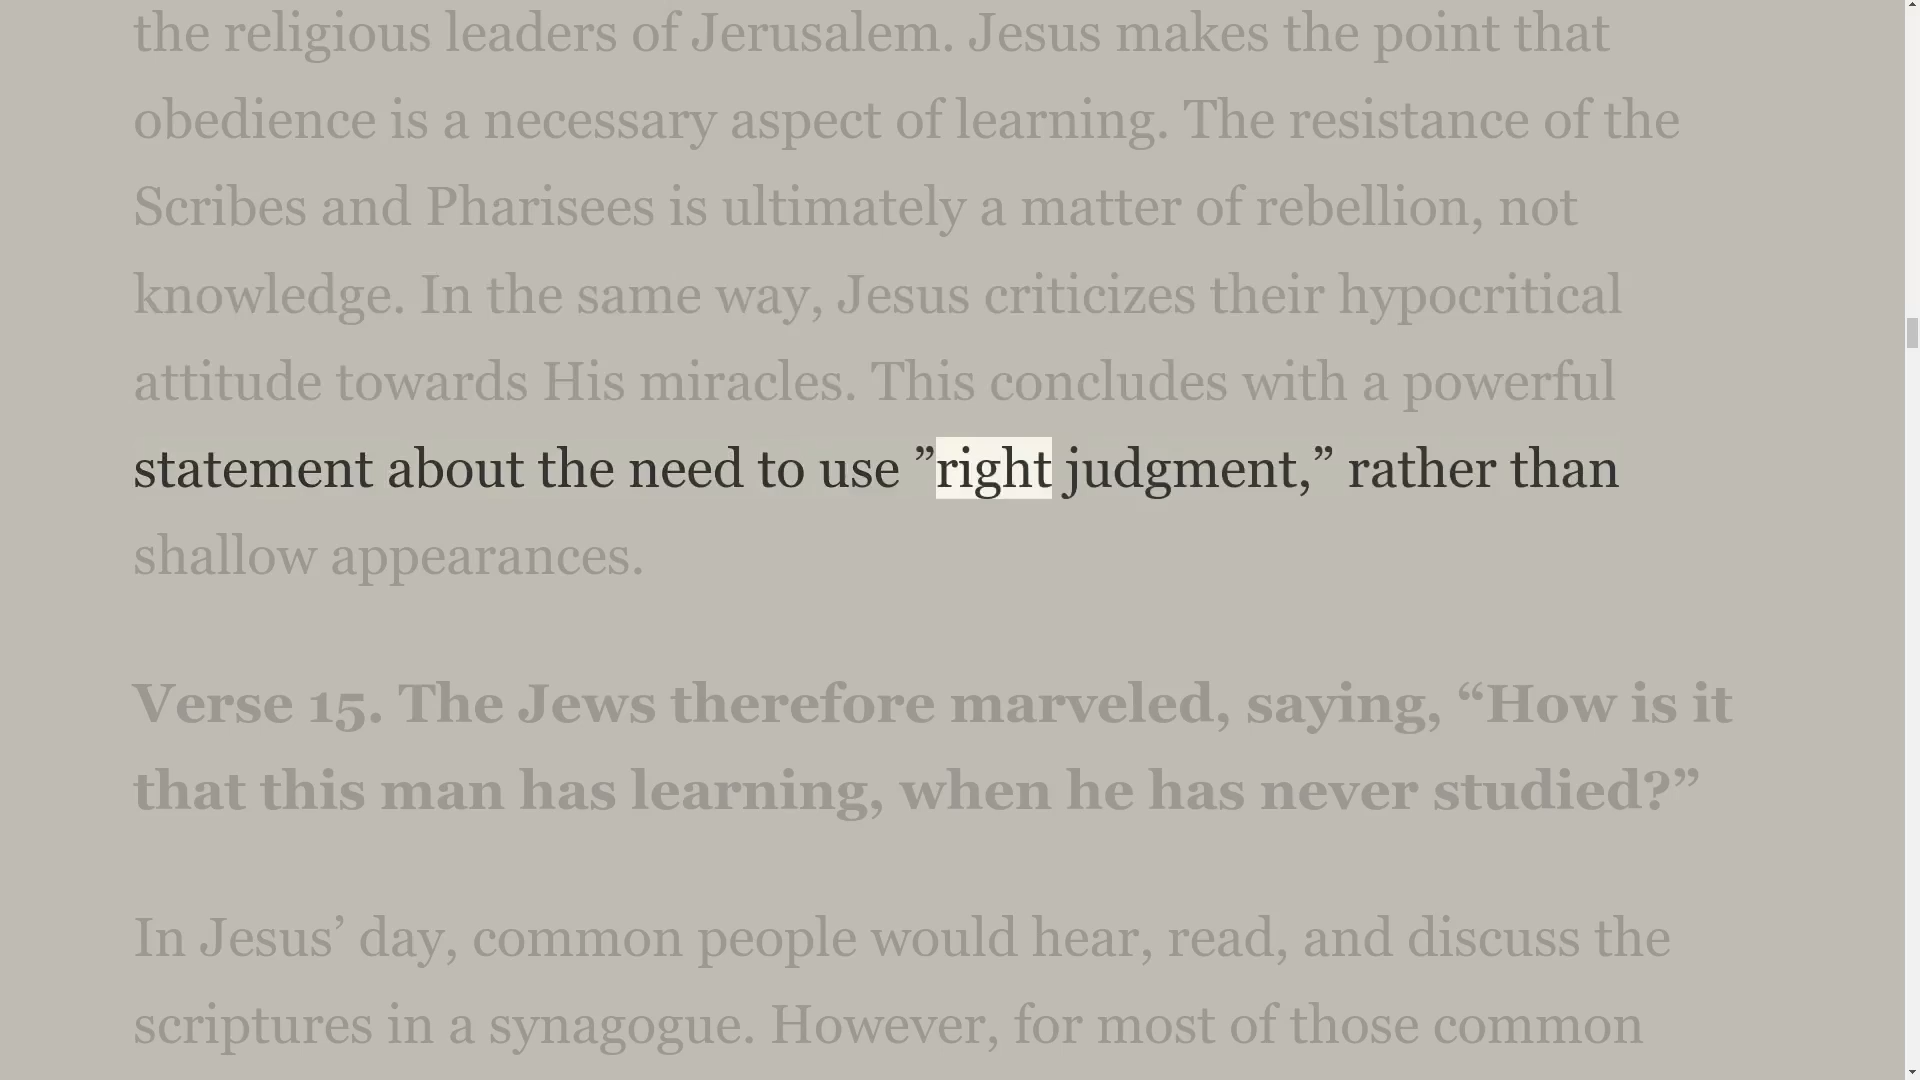 the religious leaders of Jerusalem. Jesus makes the point that
obedience is a necessary aspect of learning. The resistance of the
Scribes and Pharisees is ultimately a matter of rebellion, not
knowledge. In the same way, Jesus criticizes their hypocritical
attitude towards His miracles. This concludes with a powerful
statement about the need to use ”right judgment,” rather than
shallow appearances.
Verse 15. The Jews therefore marveled, saying, “How is it
that this man has learning, when he has never studied?”
In Jesus’ day, common people would hear, read, and discuss the
scriptures in a synagogue. However, for most of those common